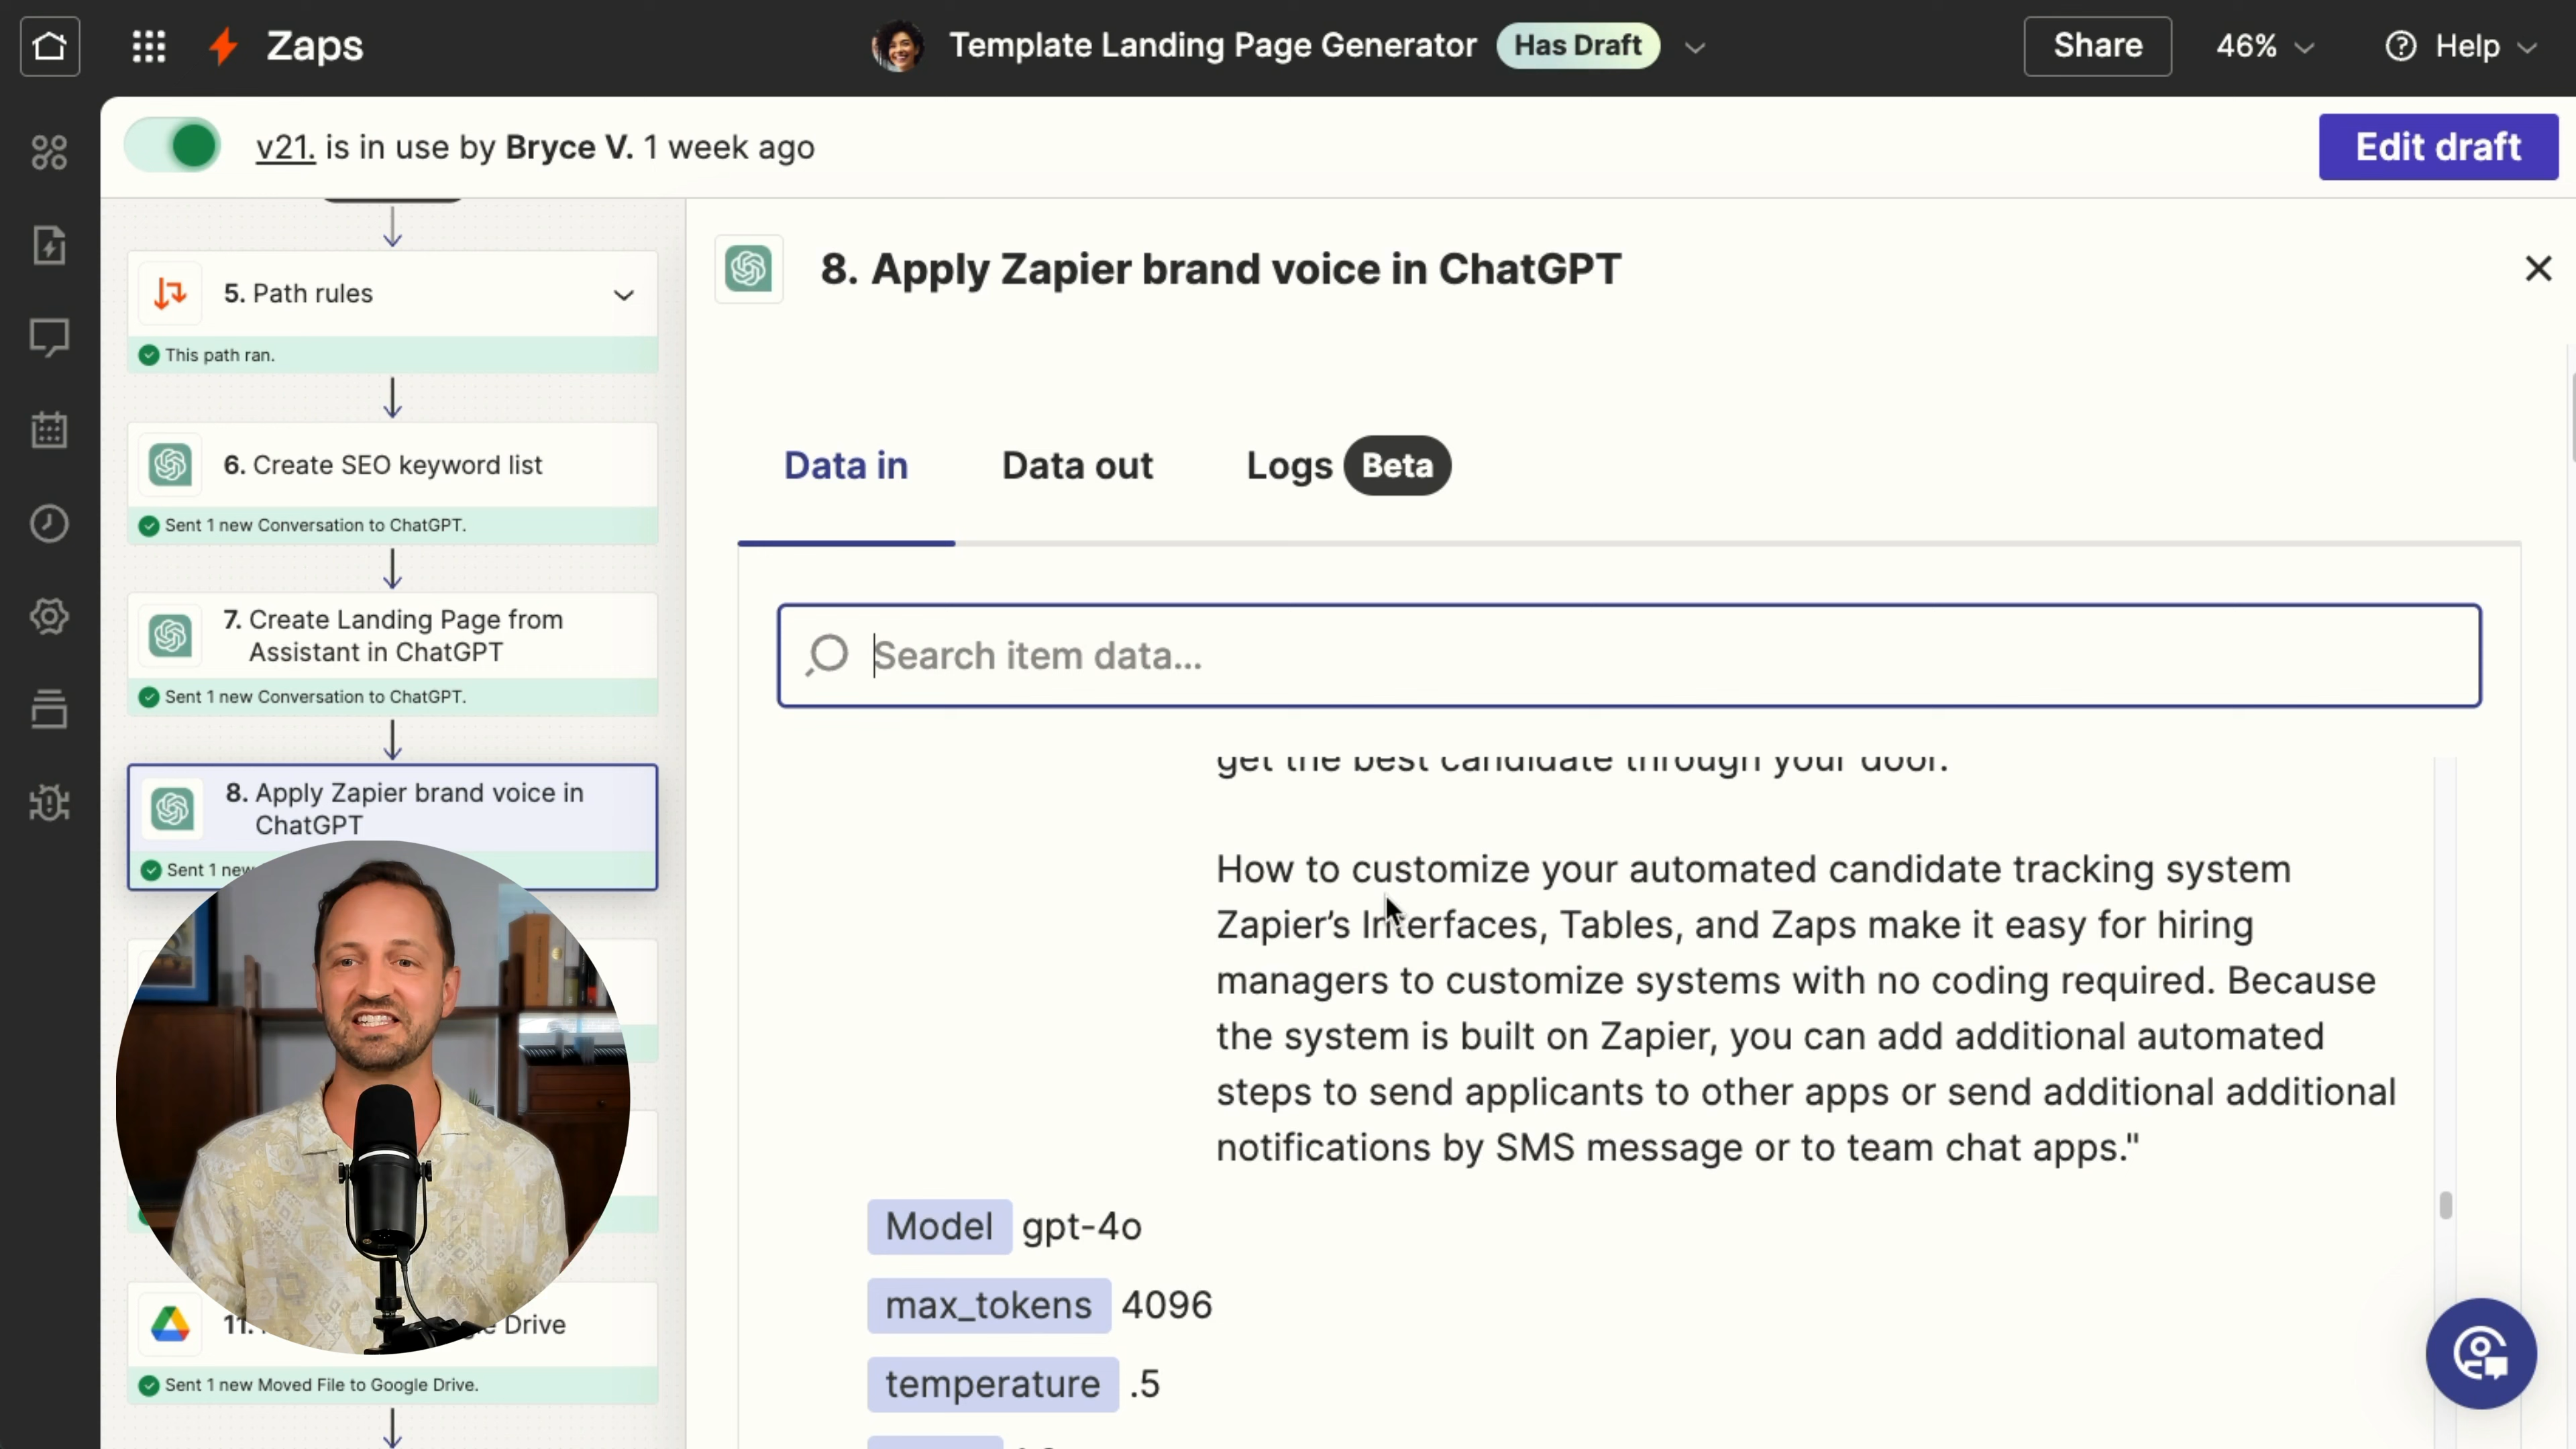 Zaps
Template Landing Page Generator
Has Draft
Share
46%
Help
v21. is in use by Bryce V. 1 week ago
Edit draft
5. Path rules
This path ran.
6. Create SEO keyword list
Sent 1 new Conversation to ChatGPT.
7. Create Landing Page from
Assistant in ChatGPT
Sent 1 new Conversation to ChatGPT.
8. Apply Zapier brand voice in
ChatGPT
Sent 1 new
11.
Drive
Sent 1 new Moved File to Google Drive.
8. Apply Zapier brand voice in ChatGPT
Data in
Data out
Logs
Beta
Search item data...
get the best candidate through your door.
How to customize your automated candidate tracking system
Zapier’s Interfaces, Tables, and Zaps make it easy for hiring
managers to customize systems with no coding required. Because
the system is built on Zapier, you can add additional automated
steps to send applicants to other apps or send additional additional
notifications by SMS message or to team chat apps."
Model gpt-4o
max_tokens 4096
temperature .5